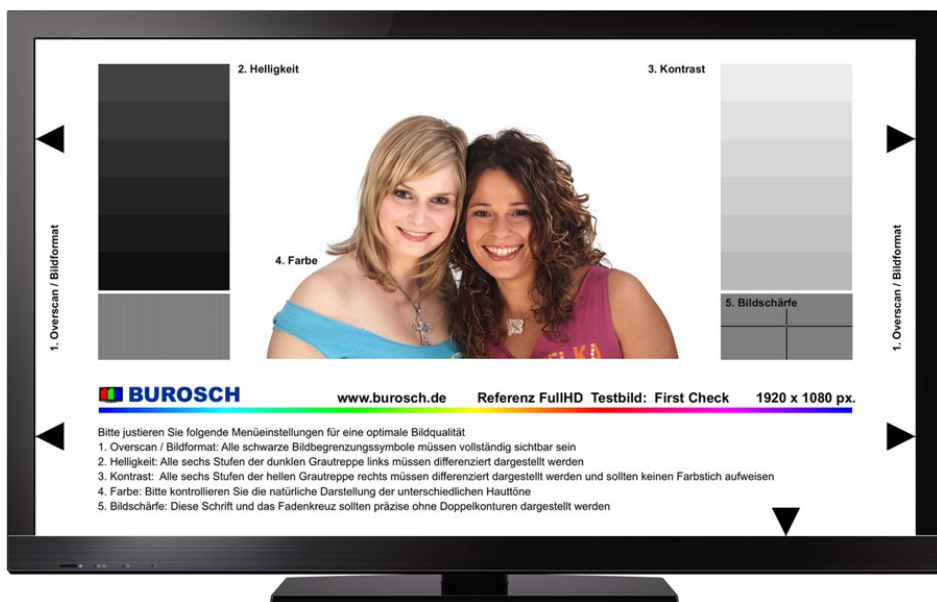 2. Helligkeit
3. Kontrast
1. Overscan / Bildformat
4. Farbe
5. Bildschärfe
1. Overscan / Bildformat
BUROSCH
www.burosch.de Referenz FullHD Testbild: First Check 1920 x 1080 px.
Bitte justieren Sie folgende Menüeinstellungen für eine optimale Bildqualität
1. Overscan / Bildformat: Alle schwarze Bildbegrenzungssymbole müssen vollständig sichtbar sein
2. Helligkeit: Alle sechs Stufen der dunklen Grautreppe links müssen differenziert dargestellt werden
3. Kontrast: Alle sechs Stufen der hellen Grautreppe rechts müssen differenziert dargestellt werden und sollten keinen Farbstich aufweisen
4. Farbe: Bitte kontrollieren Sie die natürliche Darstellung der unterschiedlichen Hauttöne
5. Bildschärfe: Diese Schrift und das Fadenkreuz sollten präzise ohne Doppelkonturen dargestellt werden